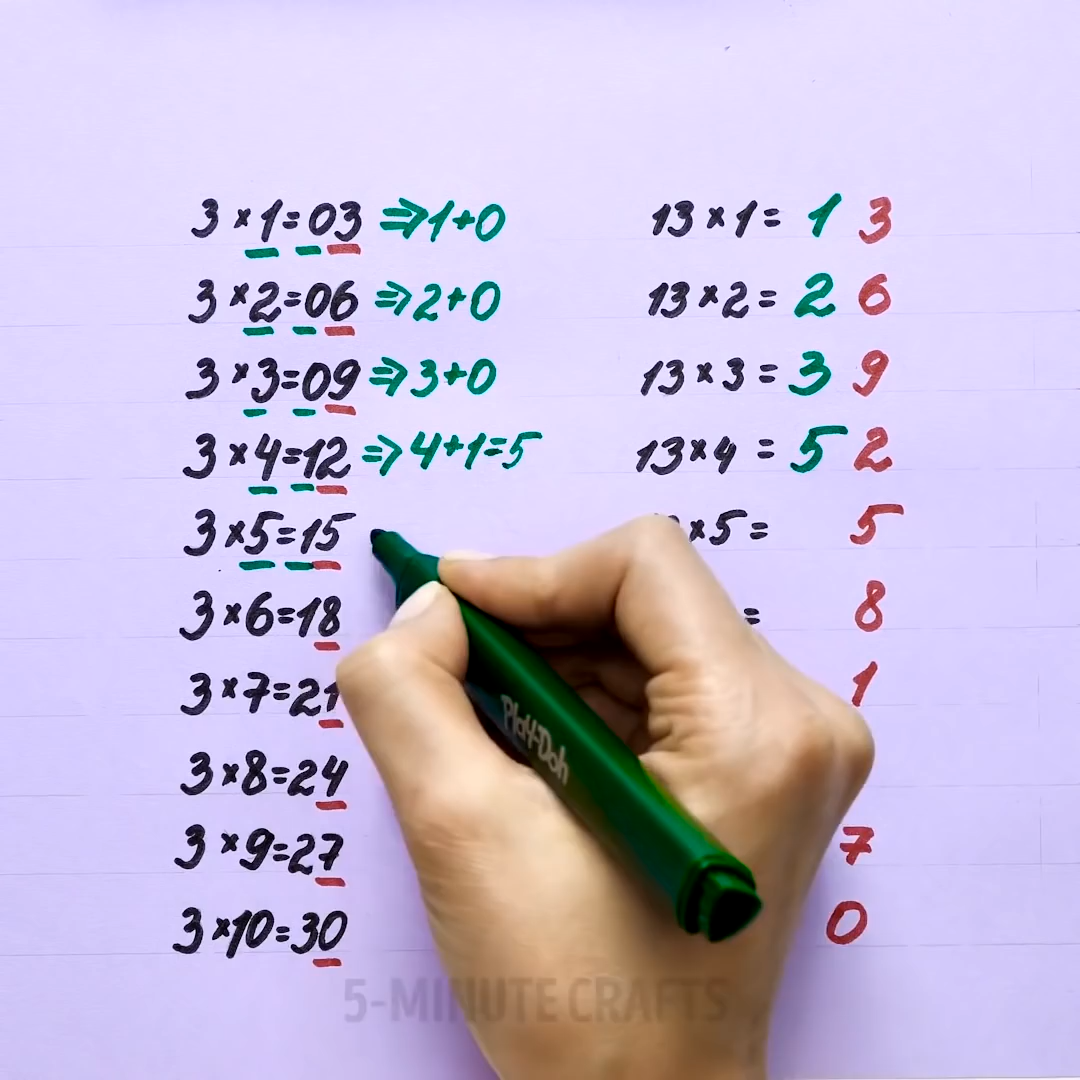 3 × 1 = 03 ⇒ 1+0 13 × 1 = 1 3
3 × 2 = 06 ⇒ 2+0 13 × 2 = 2 6
3 × 3 = 09 ⇒ 3+0 13 × 3 = 3 9
3 × 4 = 12 ⇒ 4+1=5 13 × 4 = 5 2
3 × 5 = 15 × 5 = 5
3 × 6 = 18 = 8
3 × 7 = 21 1
3 × 8 = 24
3 × 9 = 27 7
3 × 10 = 30 0
Play-Doh
5-MINUTE CRAFTS